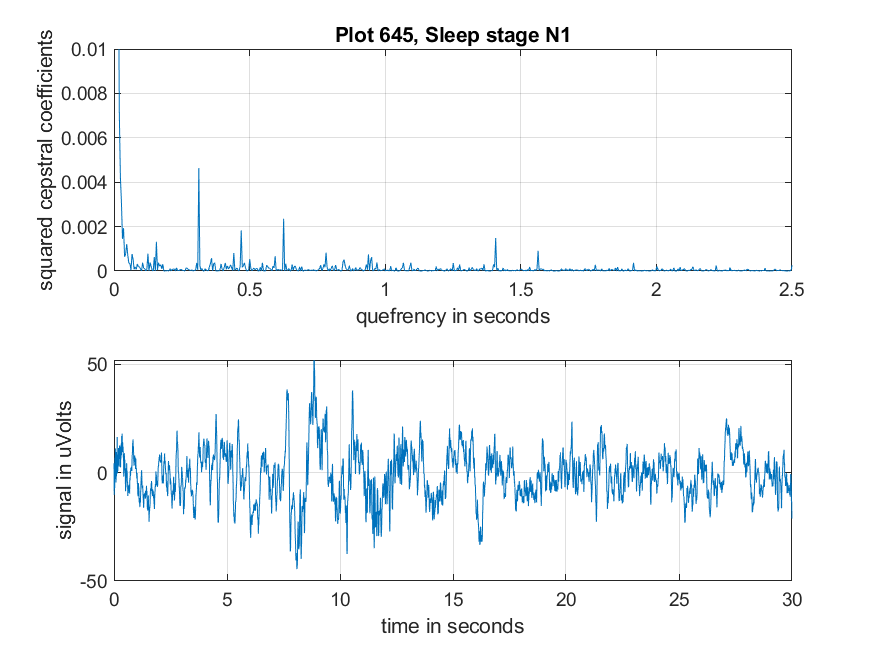 Plot 645, Sleep stage N1
squared cepstral coefficients
0.01
0.008
0.006
0.004
0.002
0
0 0.5 1 1.5 2 2.5
quefrency in seconds
signal in uVolts
50
0
-50
0 5 10 15 20 25 30
time in seconds